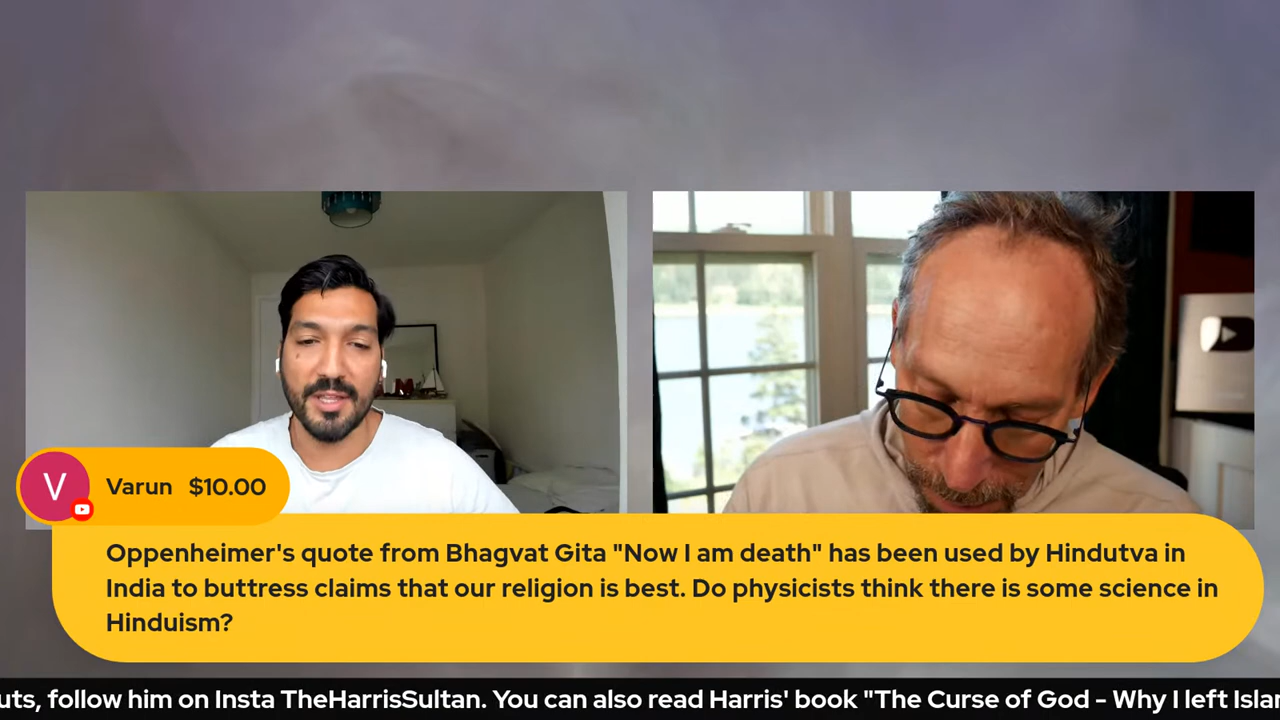 V
Varun $10.00
Oppenheimer's quote from Bhagvat Gita "Now I am death" has been used by Hindutva in
India to buttress claims that our religion is best. Do physicists think there is some science in
Hinduism?
uts, follow him on Insta TheHarrisSultan. You can also read Harris' book "The Curse of God - Why I left Islar